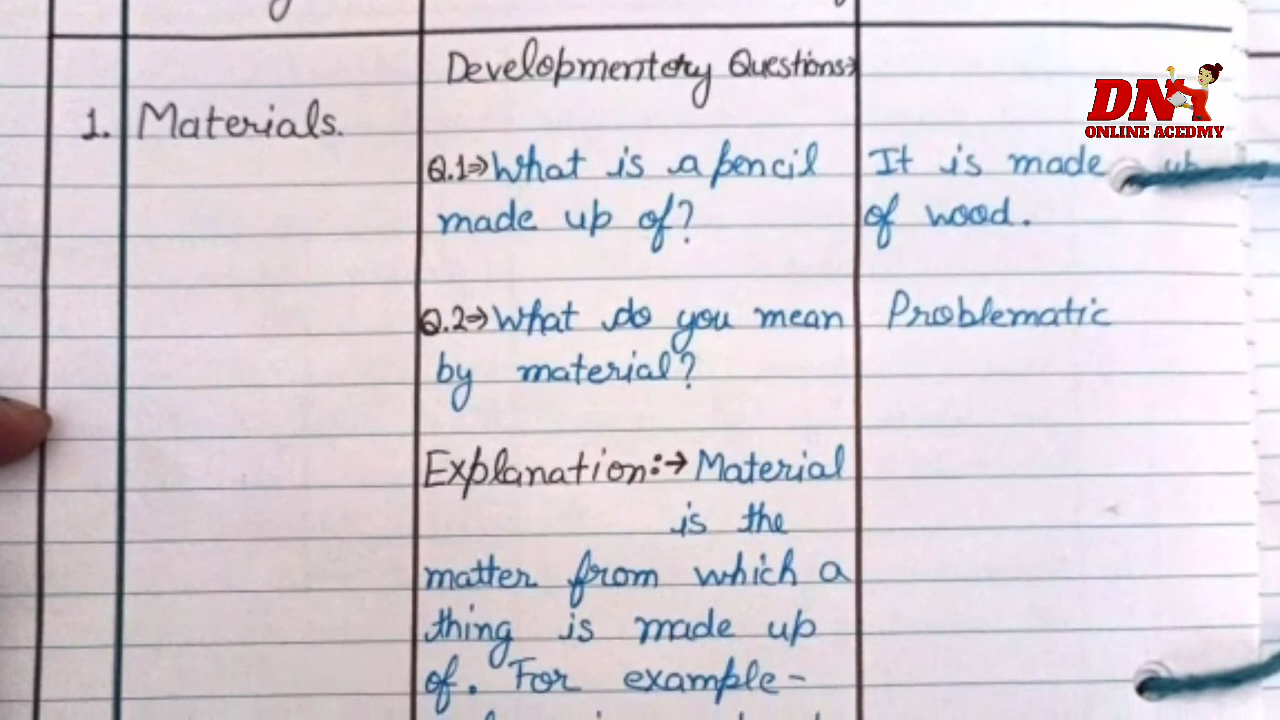 Developmentory Questions→
1. Materials.
Q.1⇒ What is a pencil
made up of?
It is made up
of wood.
Q.2⇒ What do you mean
by material?
Problematic
Explanation:→ Material
is the
matter from which a
thing is made up
of. For example-
DN
ONLINE ACEDMY